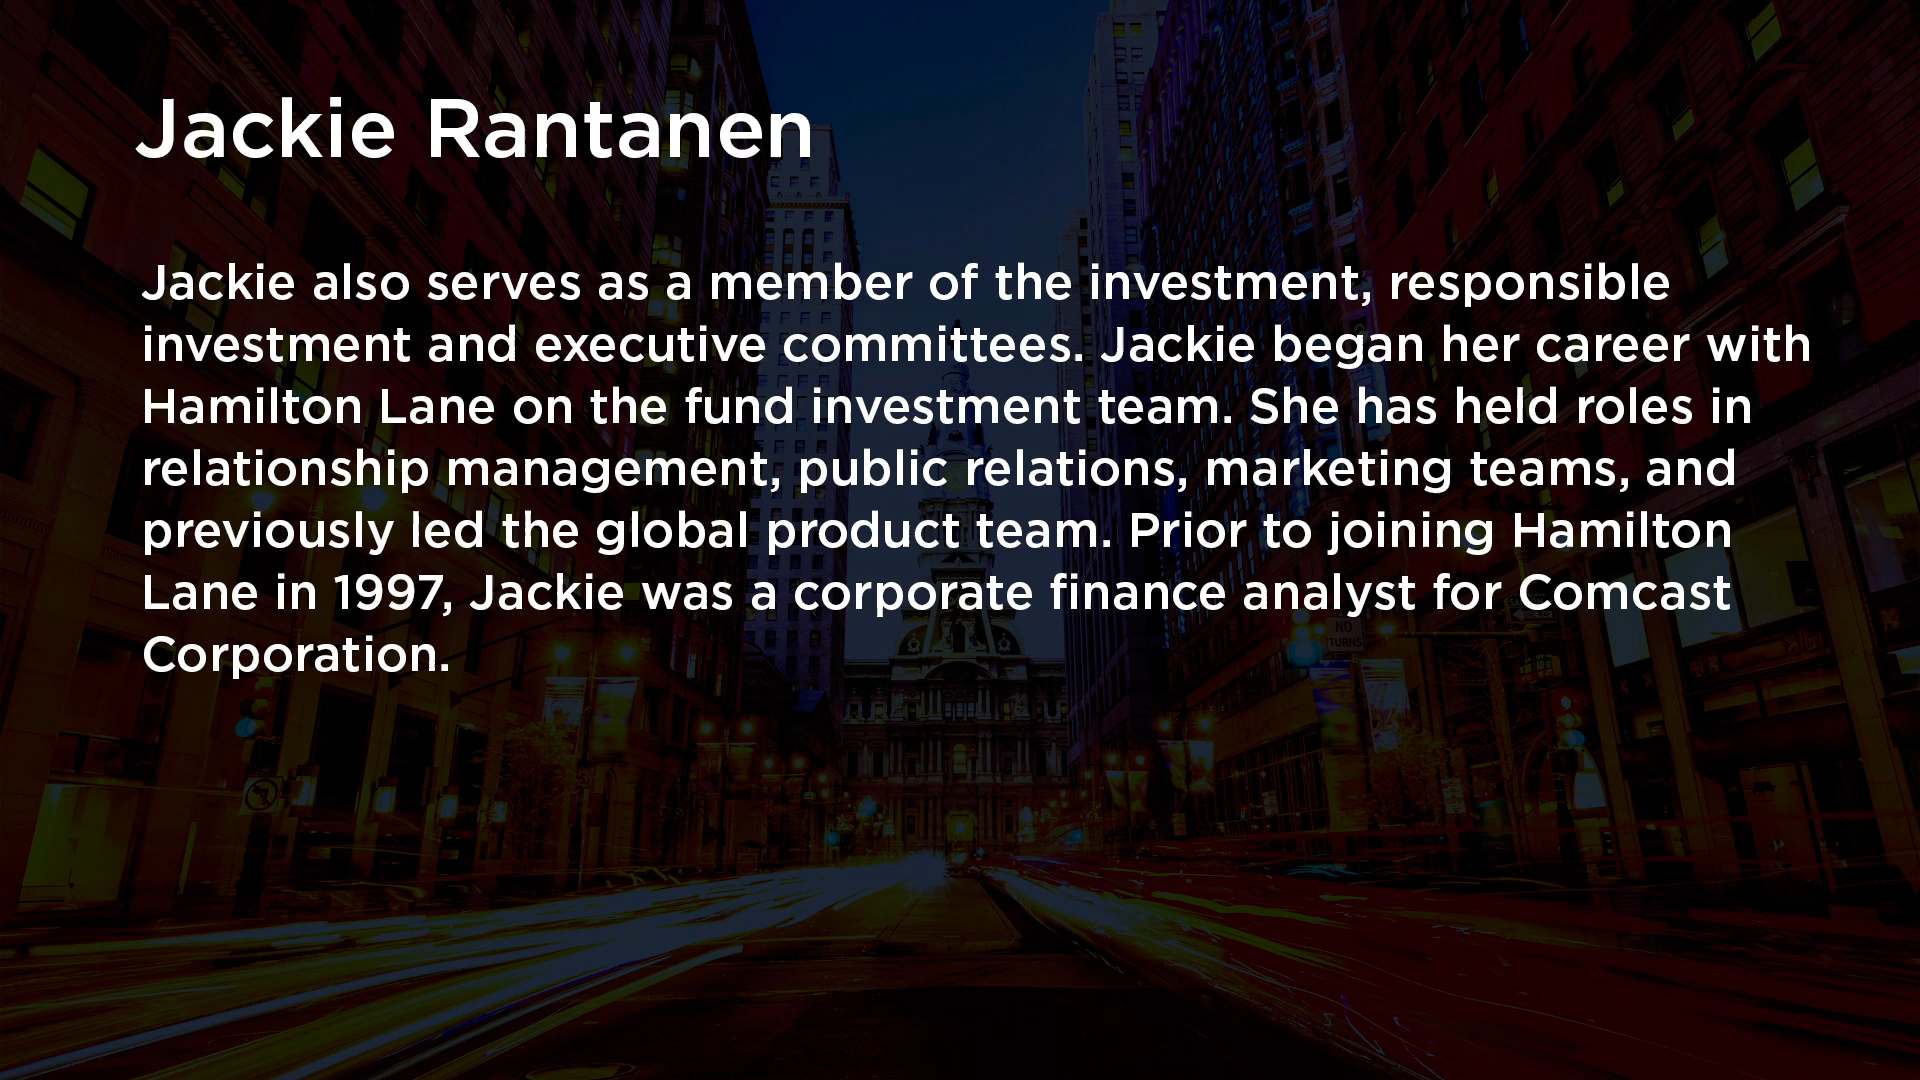 Jackie Rantanen
Jackie also serves as a member of the investment, responsible
investment and executive committees. Jackie began her career with
Hamilton Lane on the fund investment team. She has held roles in
relationship management, public relations, marketing teams, and
previously led the global product team. Prior to joining Hamilton
Lane in 1997, Jackie was a corporate finance analyst for Comcast
Corporation.
NO
TURNS